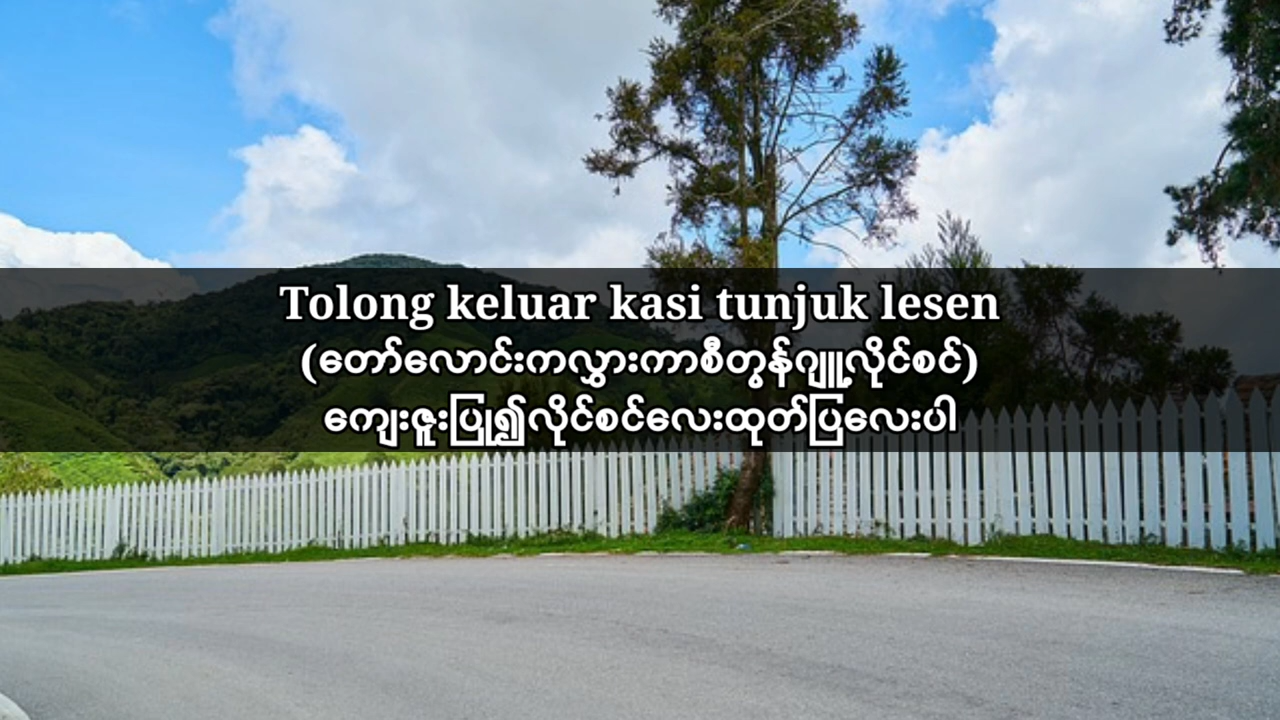 Tolong keluar kasi tunjuk lesen
(တော်လောင်းကလွှားကာစီတွန်ဂျူူလိုင်စင်)
ကျေးဇူးပြု၍လိုင်စင်လေးထုတ်ပြလေးပါ